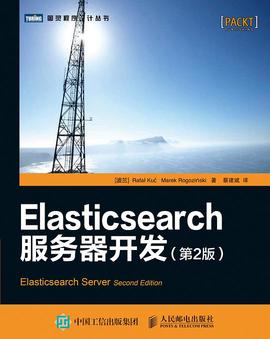 TURING 图灵程序设计丛书
[PACKT]
PUBLISHING
[波兰] Rafał Kuć Marek Rogoziński 著 蔡建斌 译
Elasticsearch
服务器开发(第2版)
Elasticsearch Server Second Edition
中国工信出版集团 人民邮电出版社
POSTS & TELECOM PRESS